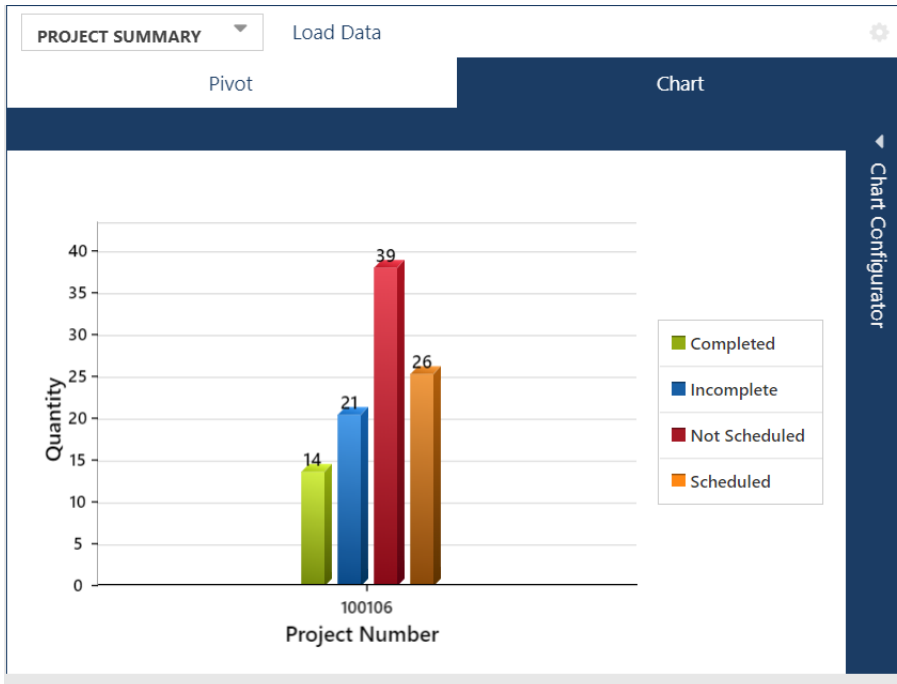 PROJECT SUMMARY Load Data
Pivot Chart
Chart Configurator
40
35
30
25
20
15
10
5
0
Quantity
14
21
39
26
100106
Project Number
Completed
Incomplete
Not Scheduled
Scheduled